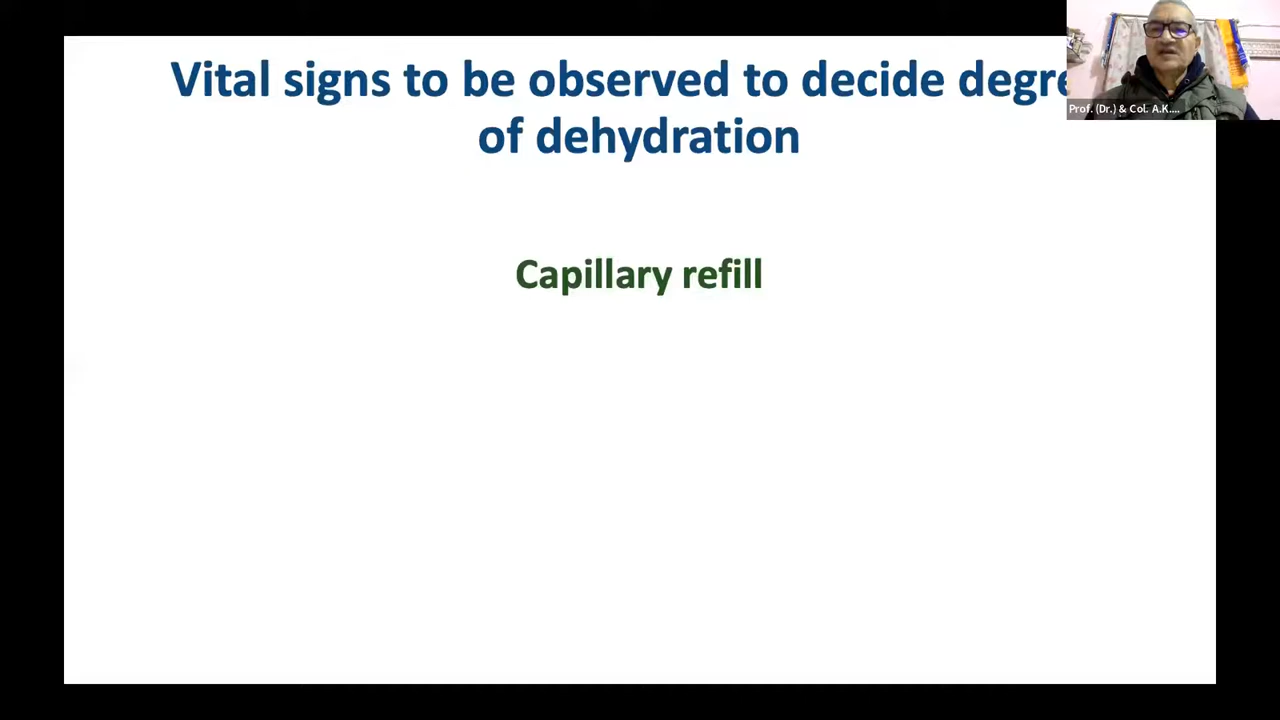 Vital signs to be observed to decide degre
of dehydration
Capillary refill
Prof. (Dr.) & Col. A.K....